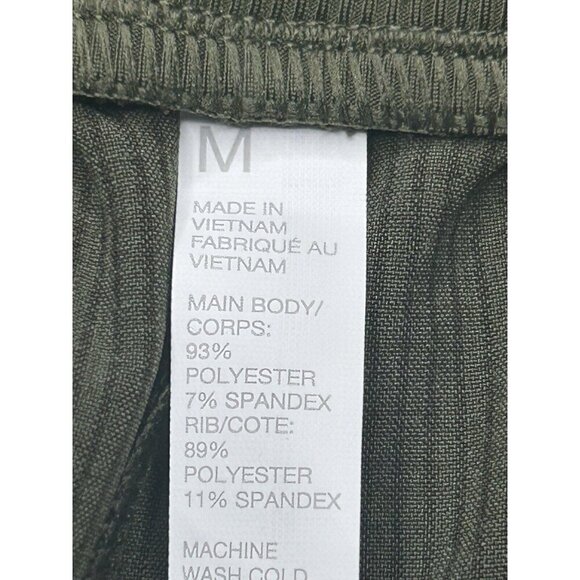 M
MADE IN
VIETNAM
FABRIQUÉ AU
VIETNAM
MAIN BODY/
CORPS:
93%
POLYESTER
7% SPANDEX
RIB/COTE:
89%
POLYESTER
11% SPANDEX
MACHINE
WASH COLD